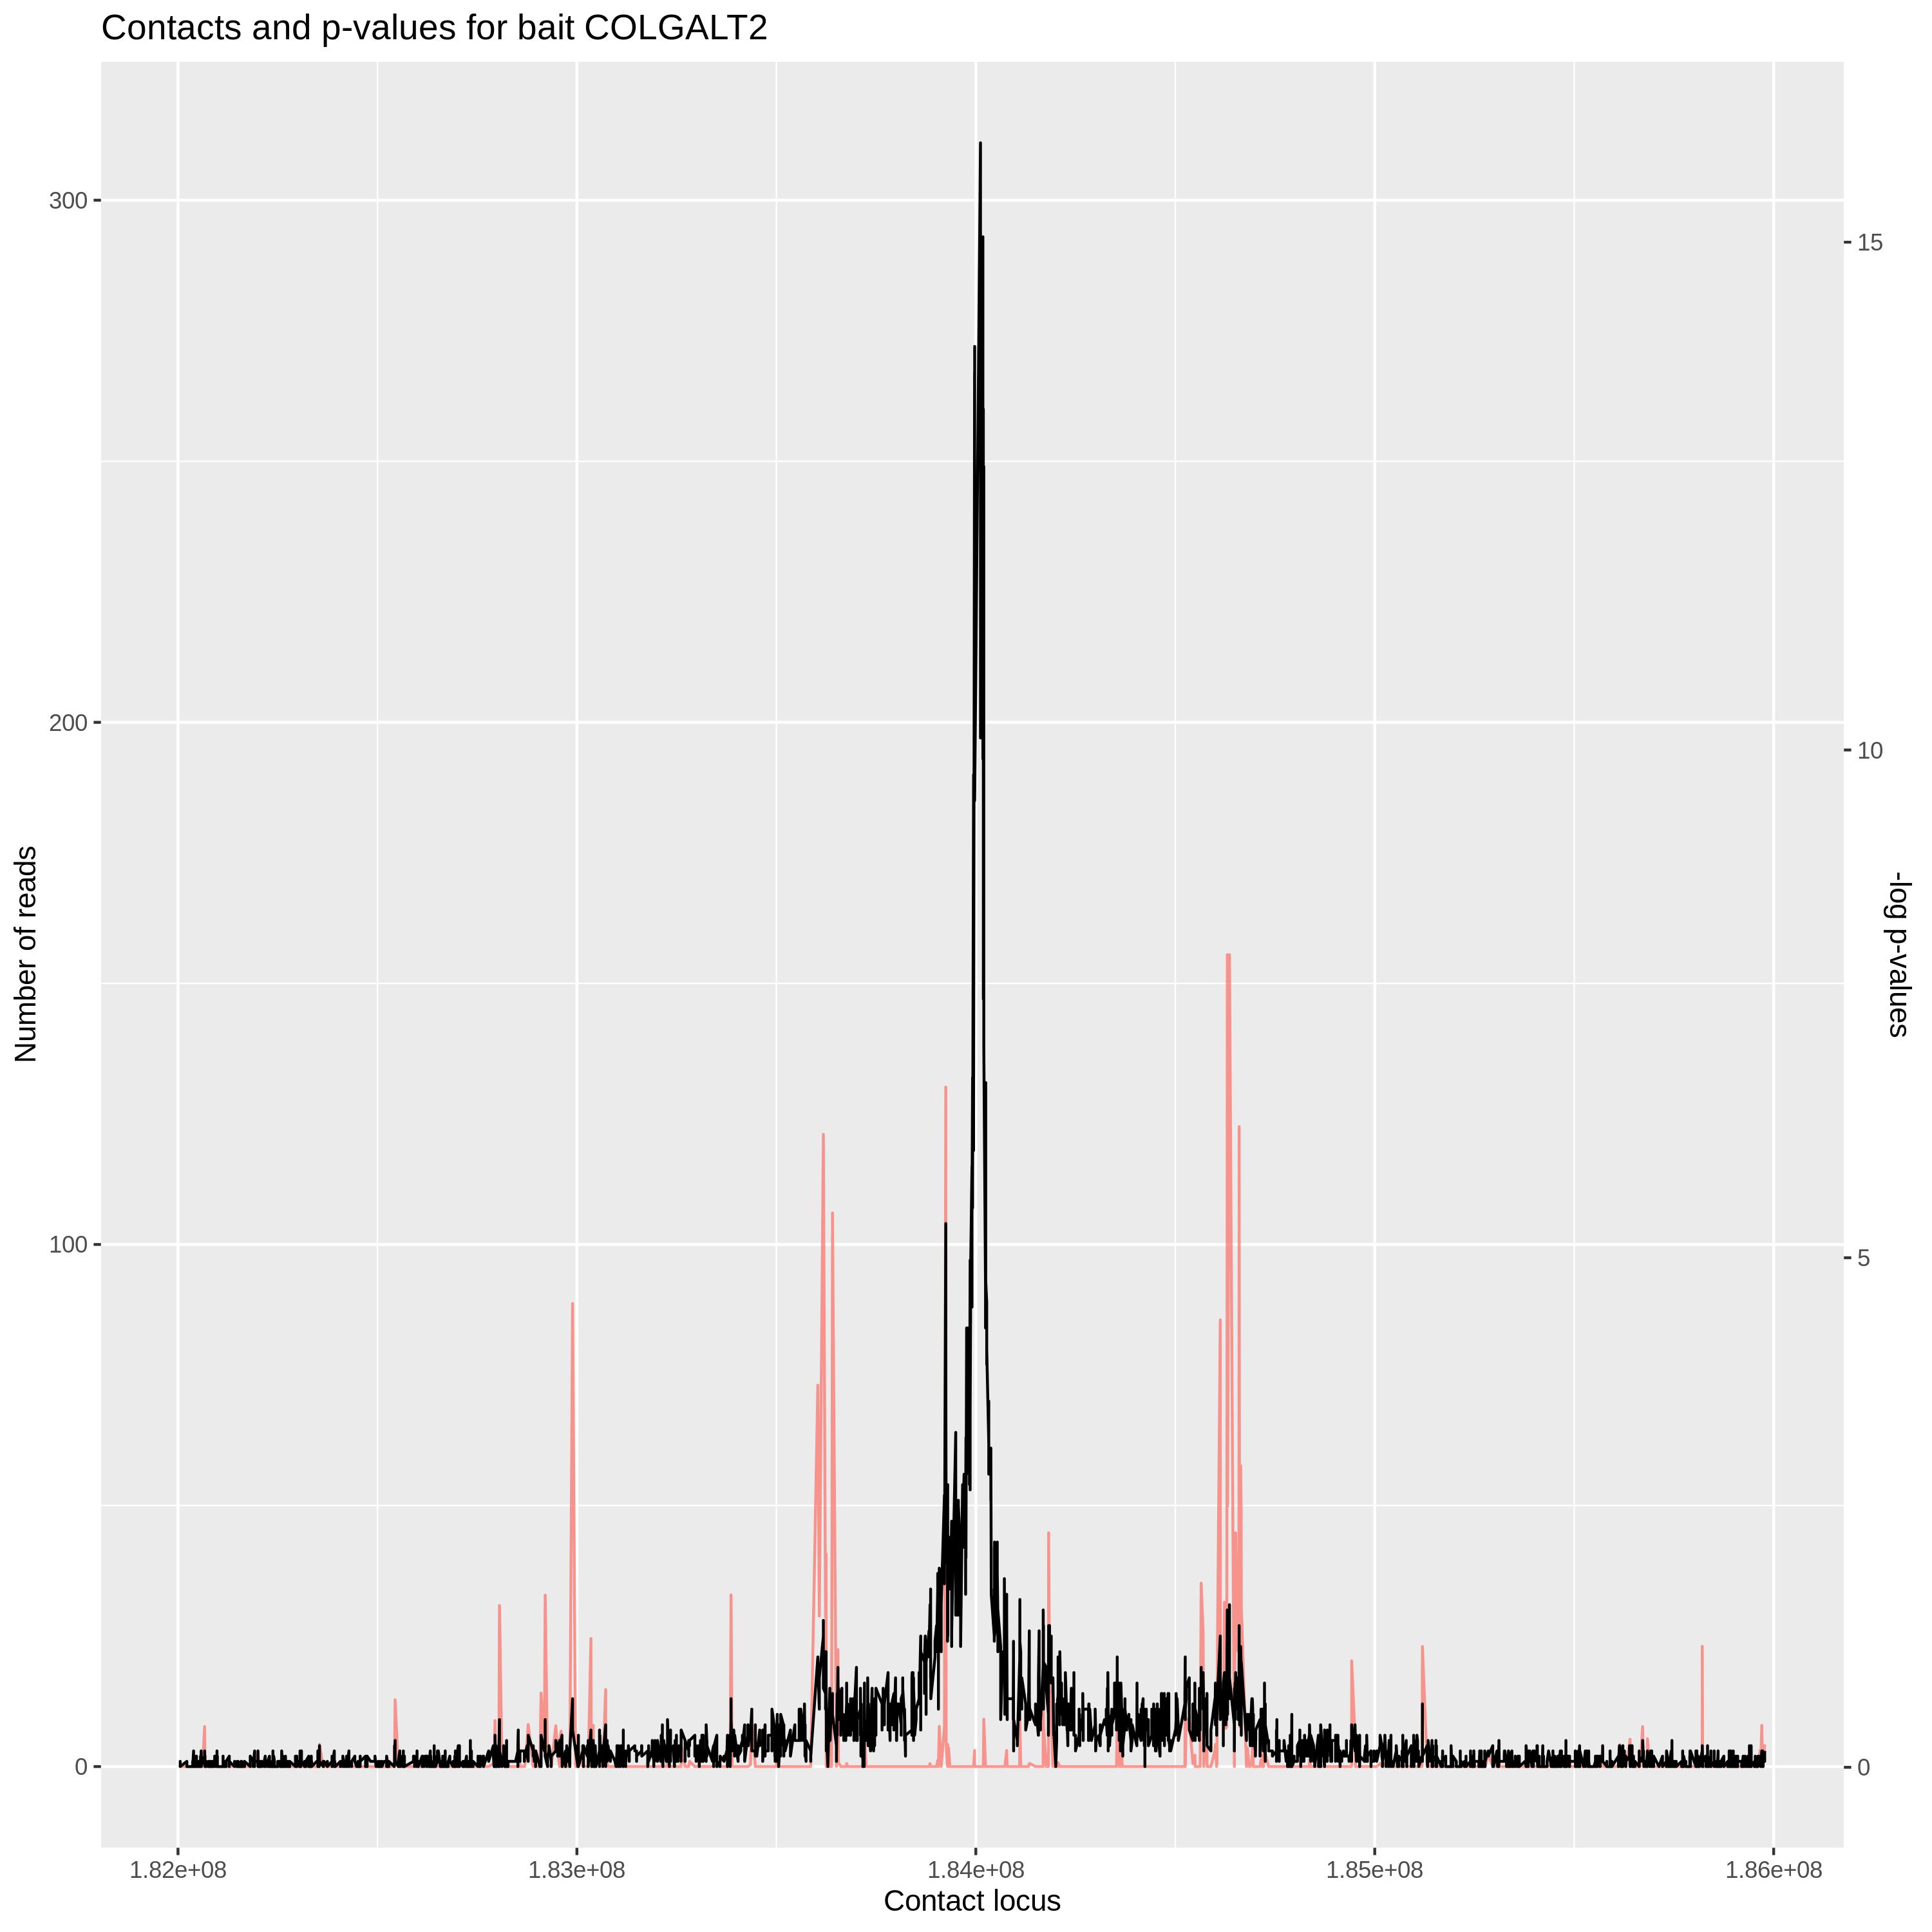 Contacts and p-values for bait COLGALT2
300
200
100
0
Number of reads
15
10
5
0
-log p-values
1.82e+08
1.83e+08
1.84e+08
1.85e+08
1.86e+08
Contact locus